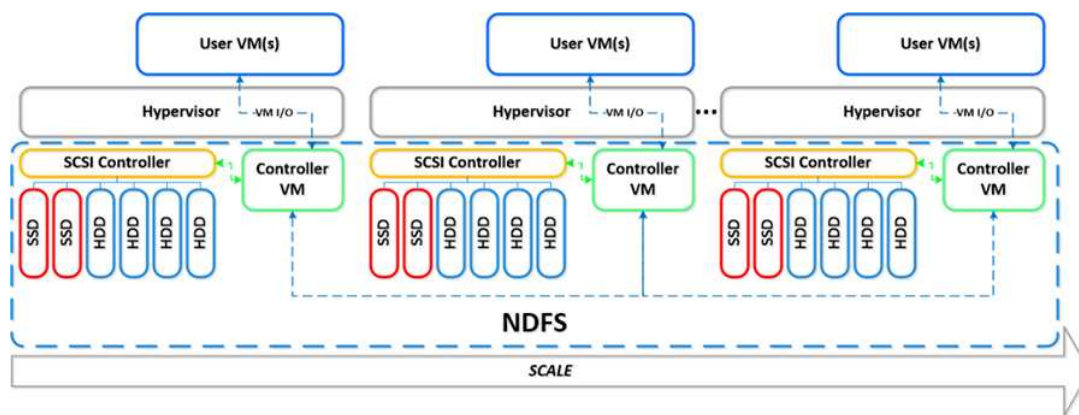 User VM(s)
User VM(s)
User VM(s)
Hypervisor
VM I/O
Hypervisor
VM I/O
...
Hypervisor
VM I/O
SCSI Controller
Controller
VM
SCSI Controller
Controller
VM
SCSI Controller
Controller
VM
SSD
SSD
HDD
HDD
HDD
HDD
SSD
SSD
HDD
HDD
HDD
HDD
SSD
SSD
HDD
HDD
HDD
HDD
NDFS
SCALE